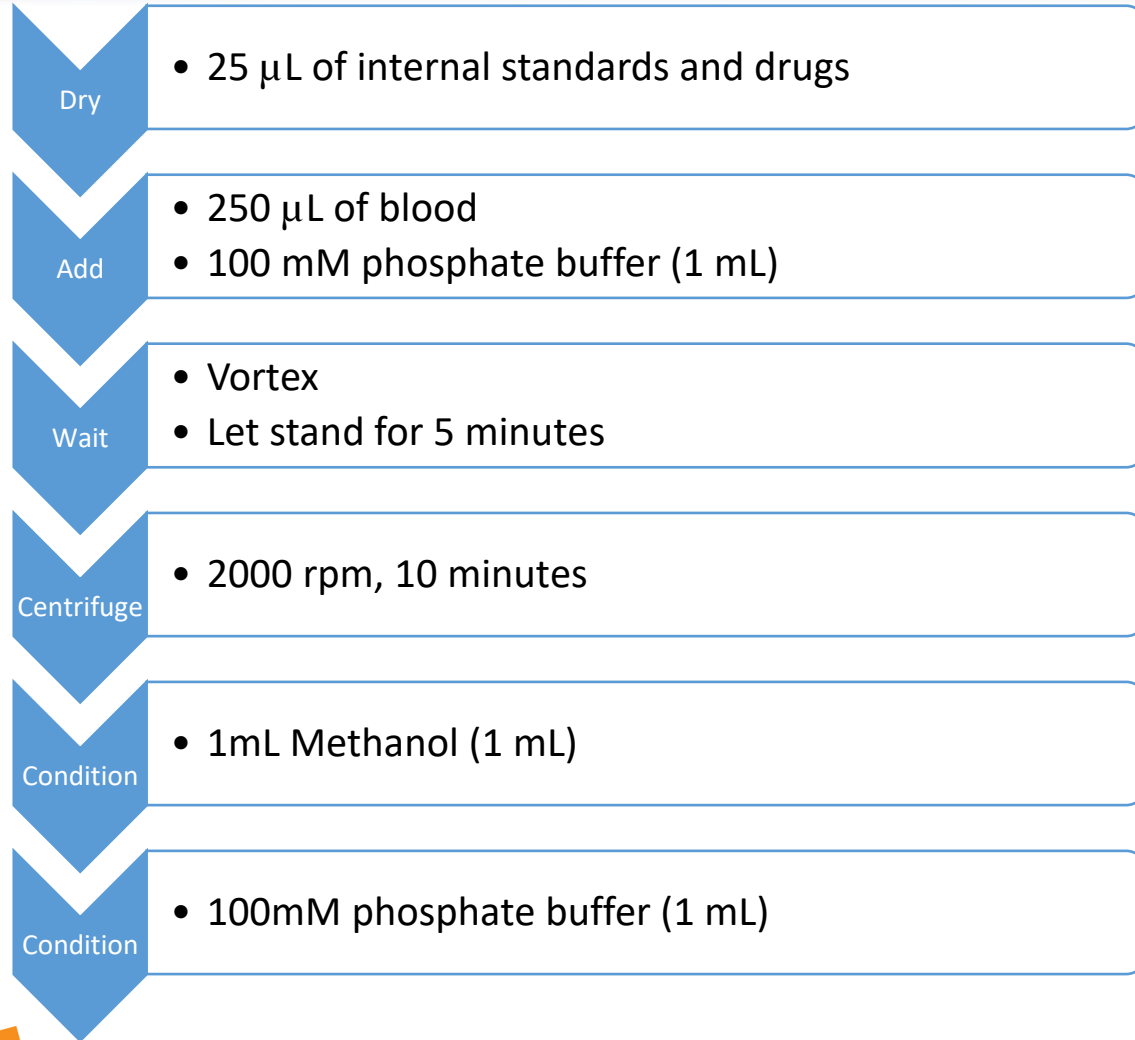 Dry
• 25 μL of internal standards and drugs
Add
• 250 μL of blood
• 100 mM phosphate buffer (1 mL)
Wait
• Vortex
• Let stand for 5 minutes
Centrifuge
• 2000 rpm, 10 minutes
Condition
• 1mL Methanol (1 mL)
Condition
• 100mM phosphate buffer (1 mL)